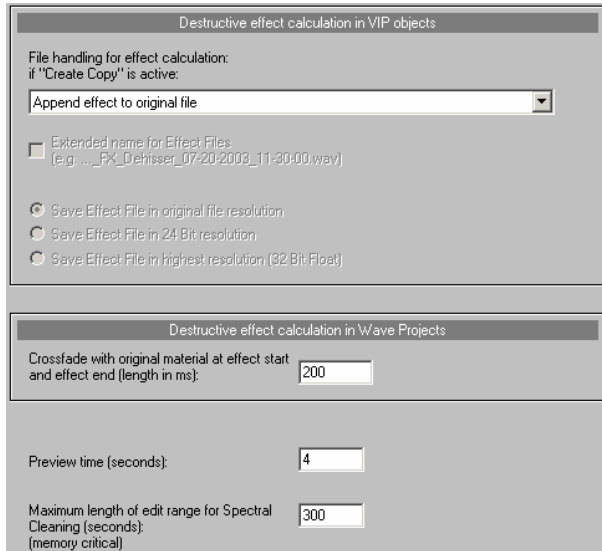 Destructive effect calculation in VIP objects
File handling for effect calculation:
if "Create Copy" is active:
Append effect to original file
Extended name for Effect Files
(e.g. ..._FX_Dehisser_07-20-2003_11-30-00.wav)
Save Effect File in original file resolution
Save Effect File in 24 Bit resolution
Save Effect File in highest resolution (32 Bit Float)
Destructive effect calculation in Wave Projects
Crossfade with original material at effect start
and effect end (length in ms):
200
Preview time (seconds):
4
Maximum length of edit range for Spectral
Cleaning (seconds):
(memory critical)
300